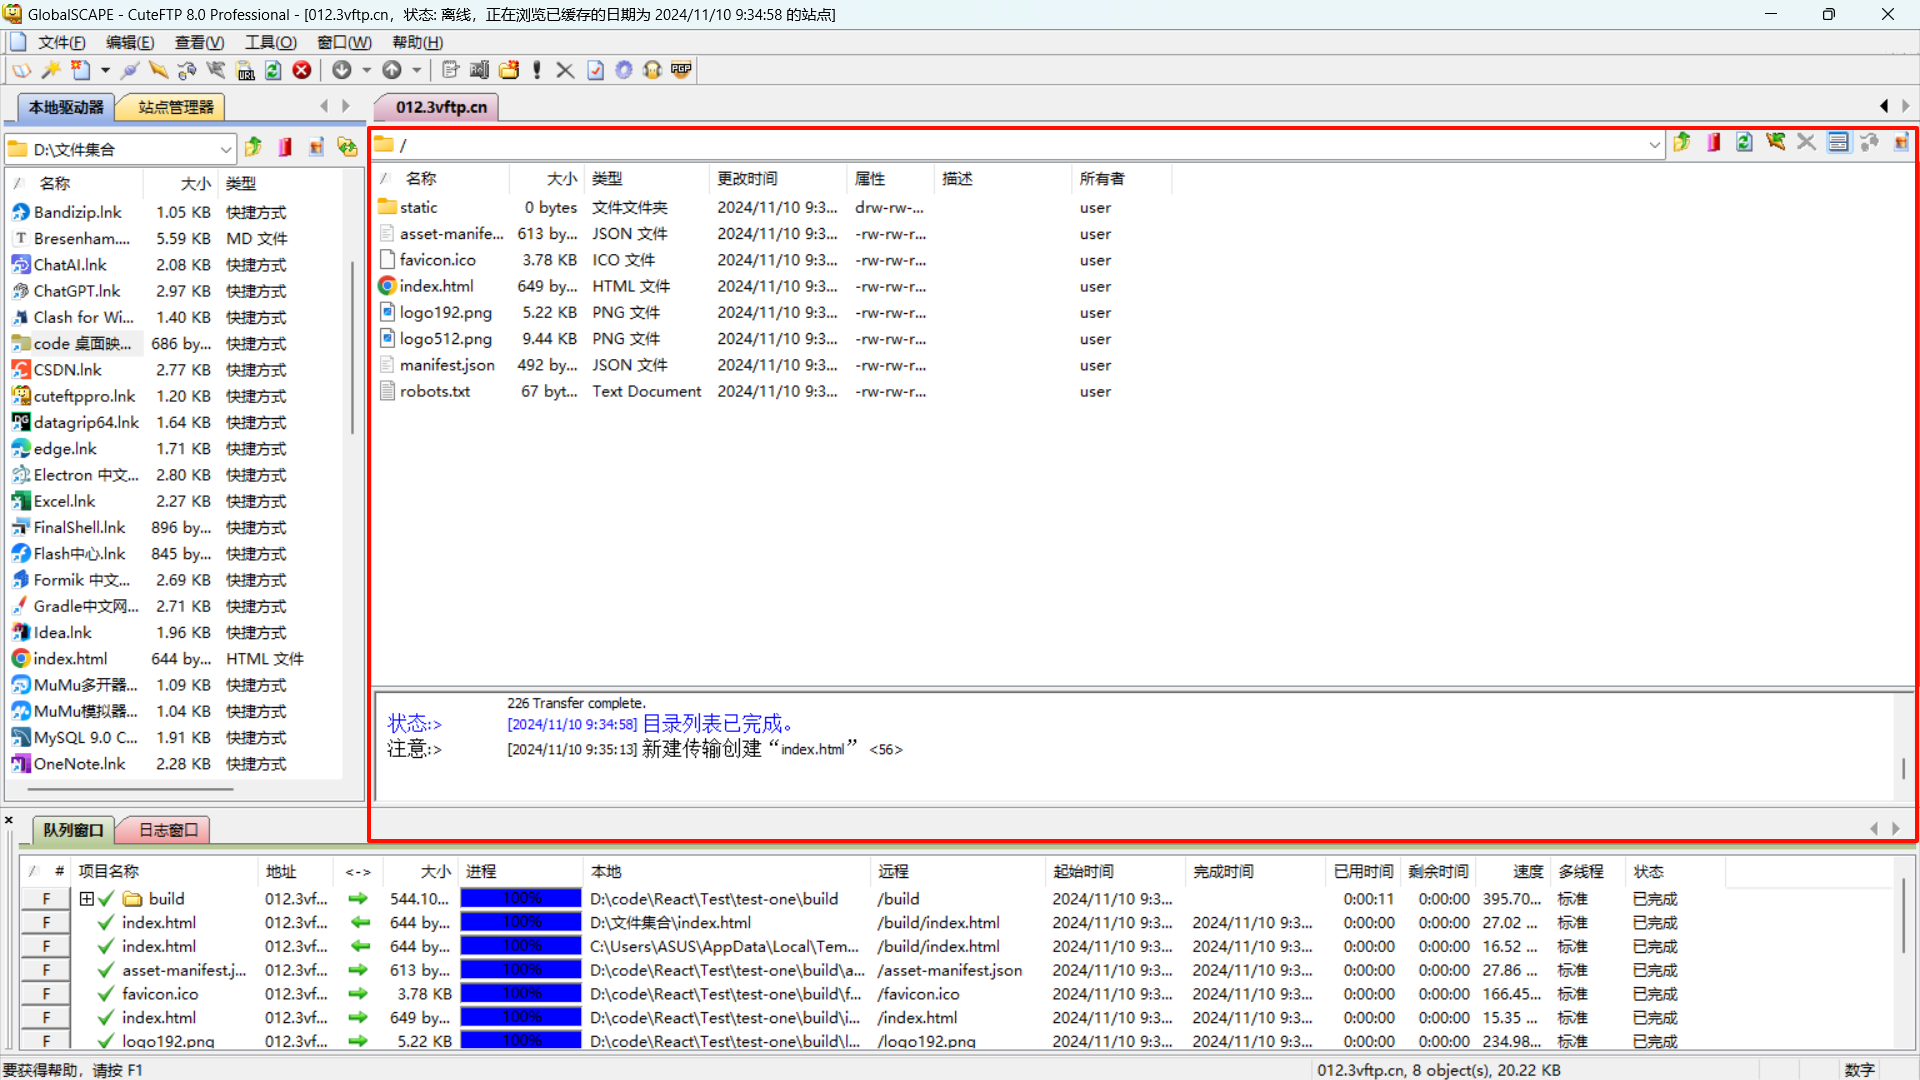 GlobalSCAPE - CuteFTP 8.0 Professional - [012.3vftp.cn，状态: 离线，正在浏览已缓存的日期为 2024/11/10 9:34:58 的站点]
文件(F) 编辑(E) 查看(V) 工具(O) 窗口(W) 帮助(H)
URL PGP
本地驱动器 站点管理器 012.3vftp.cn
D:\文件集合
/
名称 大小 类型
Bandizip.lnk 1.05 KB 快捷方式
Bresenham.... 5.59 KB MD 文件
ChatAI.lnk 2.08 KB 快捷方式
ChatGPT.lnk 2.97 KB 快捷方式
Clash for Wi... 1.40 KB 快捷方式
code 桌面映... 686 by... 快捷方式
CSDN.lnk 2.77 KB 快捷方式
cuteftppro.lnk 1.20 KB 快捷方式
datagrip64.lnk 1.64 KB 快捷方式
edge.lnk 1.71 KB 快捷方式
Electron 中文... 2.80 KB 快捷方式
Excel.lnk 2.27 KB 快捷方式
FinalShell.lnk 896 by... 快捷方式
Flash中心.lnk 845 by... 快捷方式
Formik 中文... 2.69 KB 快捷方式
Gradle中文网... 2.71 KB 快捷方式
Idea.lnk 1.96 KB 快捷方式
index.html 644 by... HTML 文件
MuMu多开器... 1.09 KB 快捷方式
MuMu模拟器... 1.04 KB 快捷方式
MySQL 9.0 C... 1.91 KB 快捷方式
OneNote.lnk 2.28 KB 快捷方式
名称 大小 类型 更改时间 属性 描述 所有者
static 0 bytes 文件文件夹 2024/11/10 9:3... drw-rw-... user
asset-manife... 613 by... JSON 文件 2024/11/10 9:3... -rw-rw-r... user
favicon.ico 3.78 KB ICO 文件 2024/11/10 9:3... -rw-rw-r... user
index.html 649 by... HTML 文件 2024/11/10 9:3... -rw-rw-r... user
logo192.png 5.22 KB PNG 文件 2024/11/10 9:3... -rw-rw-r... user
logo512.png 9.44 KB PNG 文件 2024/11/10 9:3... -rw-rw-r... user
manifest.json 492 by... JSON 文件 2024/11/10 9:3... -rw-rw-r... user
robots.txt 67 byt... Text Document 2024/11/10 9:3... -rw-rw-r... user
226 Transfer complete.
状态:> [2024/11/10 9:34:58] 目录列表已完成。
注意:> [2024/11/10 9:35:13] 新建传输创建“index.html” <56>
队列窗口 日志窗口
# 项目名称 地址 <-> 大小 进程 本地 远程 起始时间 完成时间 已用时间 剩余时间 速度 多线程 状态
F build 012.3vf... 544.10... 100% D:\code\React\Test\test-one\build /build 2024/11/10 9:3... 0:00:11 0:00:00 395.70... 标准 已完成
F index.html 012.3vf... 644 by... 100% D:\文件集合\index.html /build/index.html 2024/11/10 9:3... 2024/11/10 9:3... 0:00:00 0:00:00 27.02 ... 标准 已完成
F index.html 012.3vf... 644 by... 100% C:\Users\ASUS\AppData\Local\Tem... /build/index.html 2024/11/10 9:3... 2024/11/10 9:3... 0:00:00 0:00:00 16.52 ... 标准 已完成
F asset-manifest.j... 012.3vf... 613 by... 100% D:\code\React\Test\test-one\build\a... /asset-manifest.json 2024/11/10 9:3... 2024/11/10 9:3... 0:00:00 0:00:00 27.86 ... 标准 已完成
F favicon.ico 012.3vf... 3.78 KB 100% D:\code\React\Test\test-one\build\f... /favicon.ico 2024/11/10 9:3... 2024/11/10 9:3... 0:00:00 0:00:00 166.45... 标准 已完成
F index.html 012.3vf... 649 by... 100% D:\code\React\Test\test-one\build\i... /index.html 2024/11/10 9:3... 2024/11/10 9:3... 0:00:00 0:00:00 15.35 ... 标准 已完成
F logo192.png 012.3vf... 5.22 KB 100% D:\code\React\Test\test-one\build\l... /logo192.png 2024/11/10 9:3... 2024/11/10 9:3... 0:00:00 0:00:00 234.98... 标准 已完成
要获得帮助，请按 F1 012.3vftp.cn, 8 object(s), 20.22 KB 数字